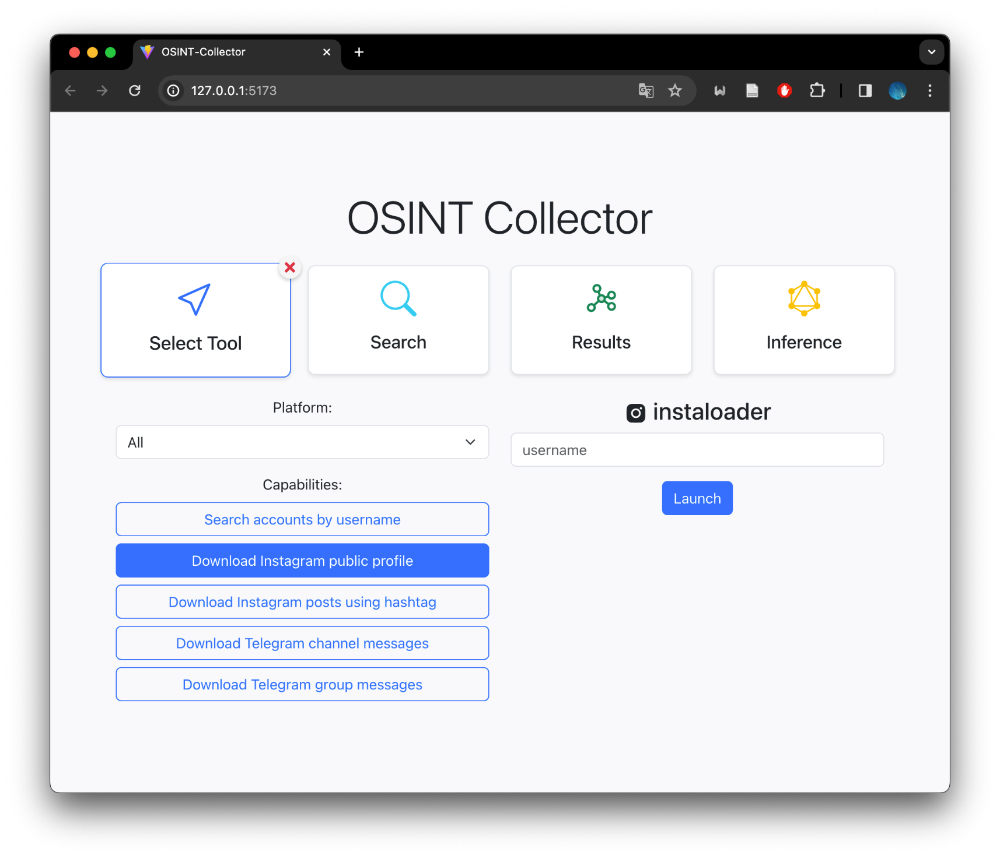 OSINT-Collector
127.0.0.1:5173
OSINT Collector
Select Tool
Search
Results
Inference
Platform:
All
Capabilities:
Search accounts by username
Download Instagram public profile
Download Instagram posts using hashtag
Download Telegram channel messages
Download Telegram group messages
instaloader
username
Launch